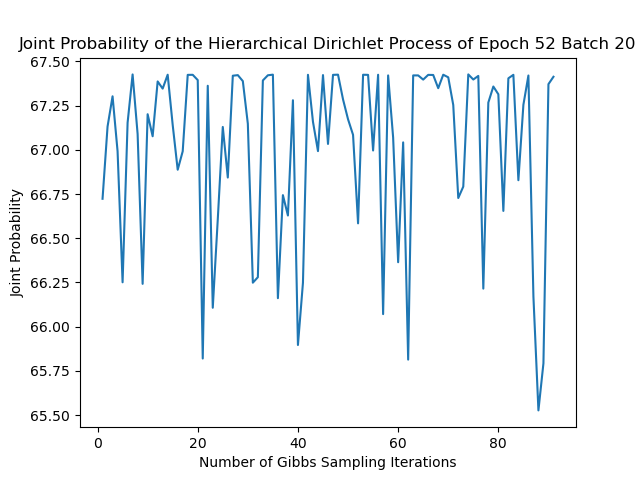 Joint Probability of the Hierarchical Dirichlet Process of Epoch 52 Batch 20
67.50
67.25
67.00
66.75
66.50
66.25
66.00
65.75
65.50
Joint Probability
0 20 40 60 80
Number of Gibbs Sampling Iterations